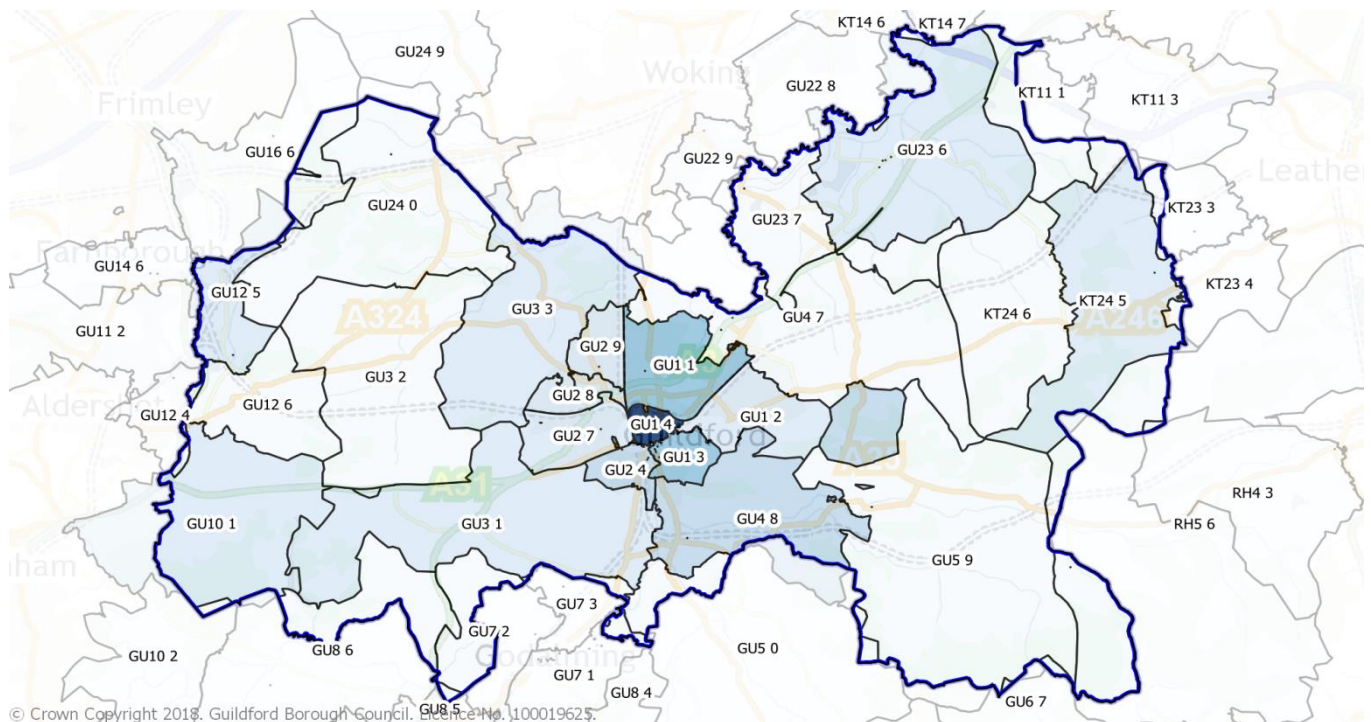 KT14 6
KT14 7
GU24 9
Woking
GU22 8
KT11 1
KT11 3
Frimley
GU16 6
GU22 9
GU23 6
GU24 0
GU23 7
KT23 3
Farnborough
GU14 6
GU12 5
KT24 5
KT23 4
GU11 2
A324
GU3 3
GU4 7
KT24 6
A246
GU2 9
GU1 1
GU3 2
GU2 8
GU12 4
GU12 6
GU1 4
GU1 2
GU2 7
GU1 3
GU2 4
A25
A31
RH4 3
GU10 1
GU3 1
GU4 8
RH5 6
GU5 9
GU7 3
GU7 2
GU8 6
GU5 0
GU10 2
GU7 1
GU8 4
GU8 5
GU6 7
© Crown Copyright 2018. Guildford Borough Council. Licence No. 100019625.